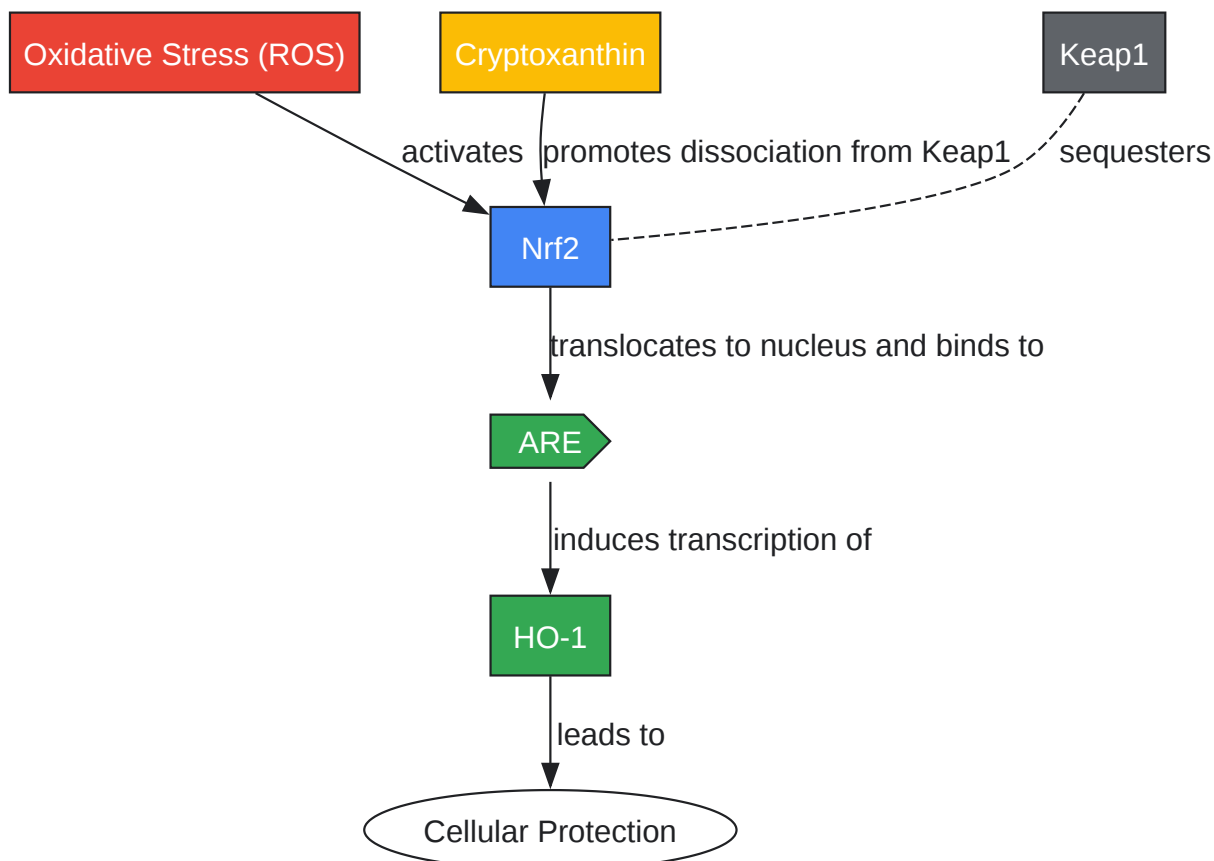 Oxidative Stress (ROS)
Cryptoxanthin
Keap1
activates
promotes dissociation from Keap1
sequesters
Nrf2
translocates to nucleus and binds to
ARE
induces transcription of
HO-1
leads to
Cellular Protection